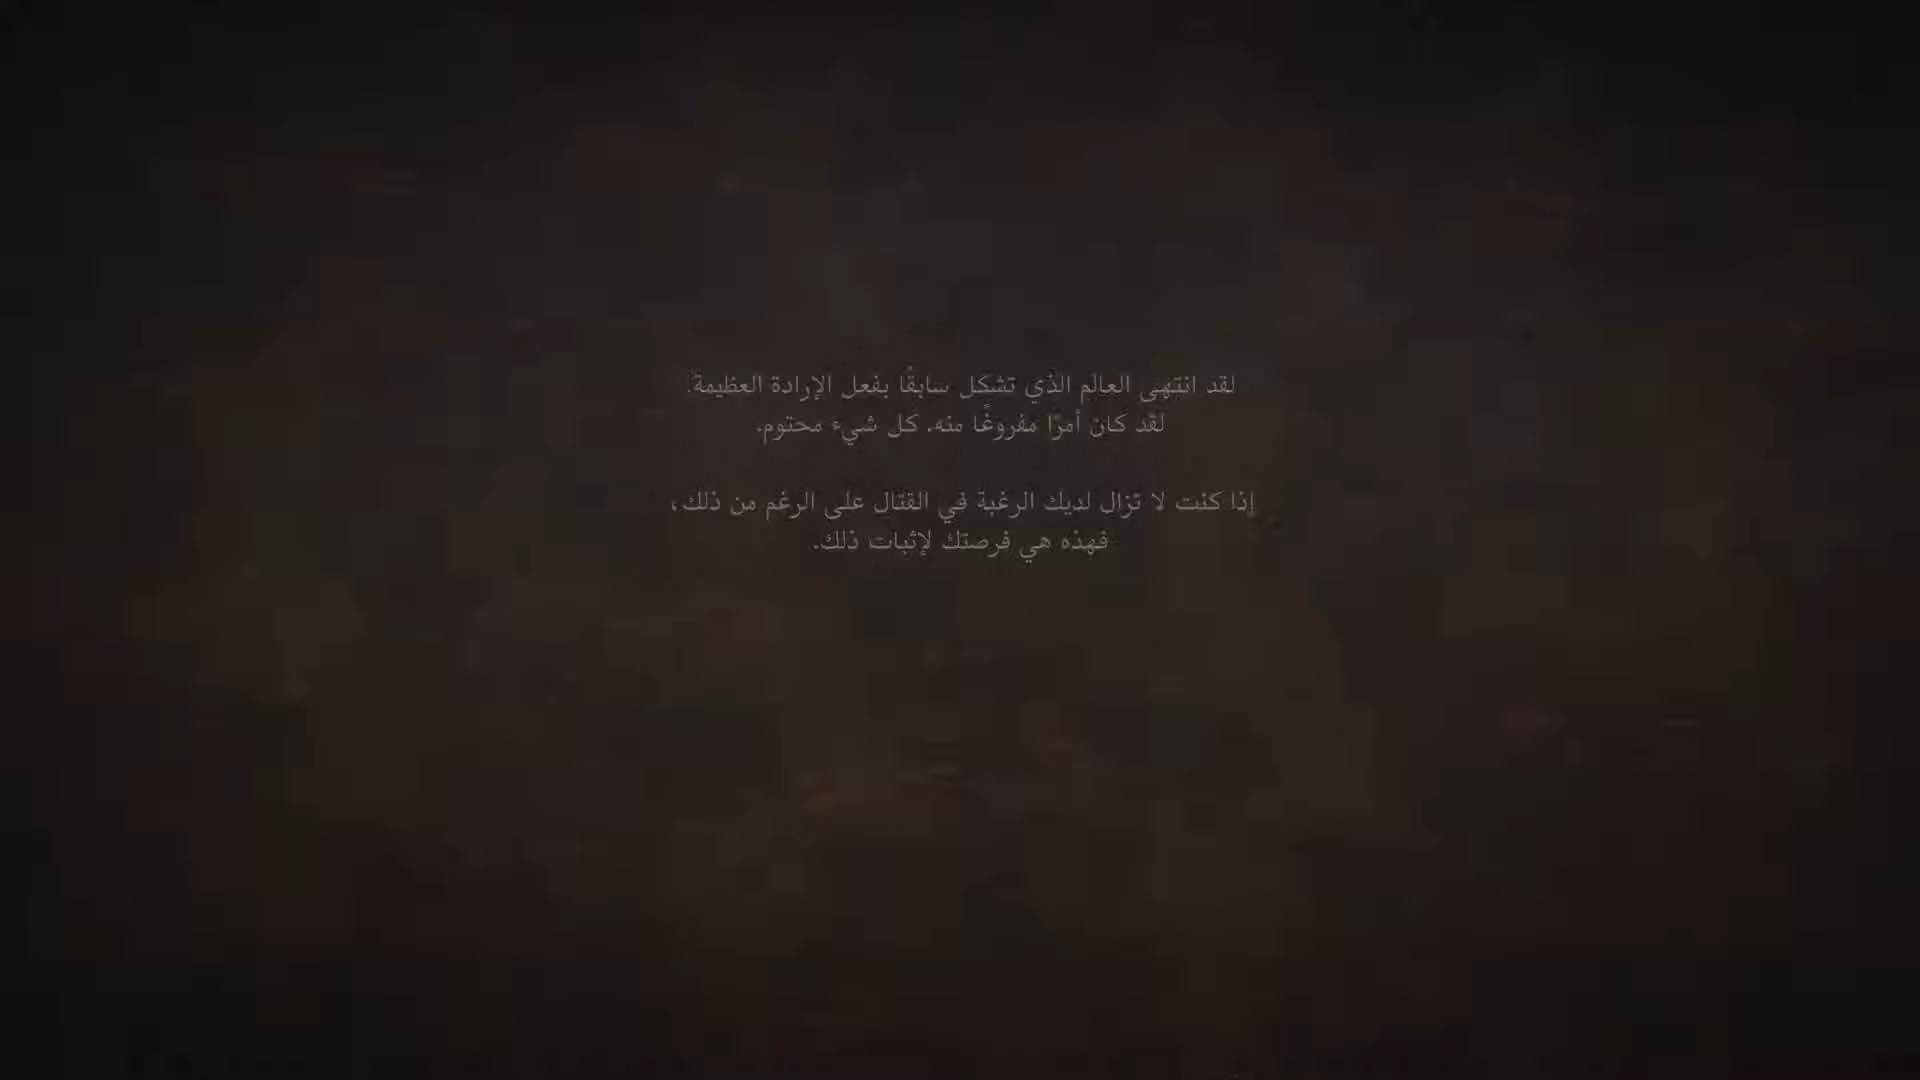 لقد انتهى العالم الذي تشكل سابقًا بفعل الإرادة العظيمة.
لقد كان أمرًا مفروغًا منه. كل شيء محتوم.
إذا كنت لا تزال لديك الرغبة في القتال على الرغم من ذلك،
فهذه هي فرصتك لإثبات ذلك.